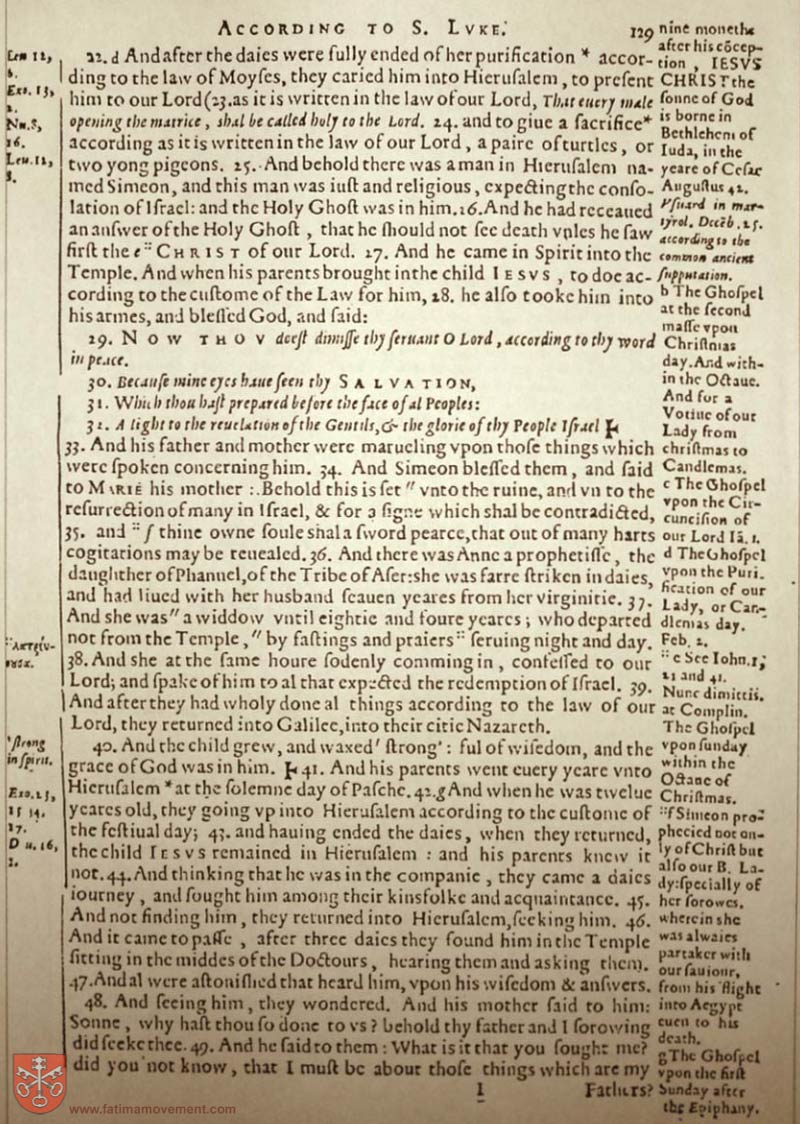 ACCORDING TO S. LVKE. 129
22. d And after the daies were fully ended of her purification * accor-
ding to the law of Moyſes, they caried him into Hieruſalem, to preſent
him to our Lord (23. as it is written in the law of our Lord, That euery male
opening the matrice, ſhal be called holy to the Lord. 24. and to giue a ſacrifice*
according as it is written in the law of our Lord, a paire of turtles, or
two yong pigeons. 25. And behold there was a man in Hieruſalem na-
med Simeon, and this man was iuſt and religious, expecting the conſo-
lation of Iſrael: and the Holy Ghoſt was in him. 26. And he had receaued
an anſwer of the Holy Ghoſt, that he ſhould not ſee death vnles he ſaw
firſt the e :: CHRIST of our Lord. 27. And he came in Spirit into the
Temple. And when his parents brought in the child IESVS, to doe ac-
cording to the cuſtome of the Law for him, 28. he alſo tooke him into
his armes, and bleſſed God, and ſaid:
29. NOW THOV doeſt dimiſſe thy ſeruant O Lord, according to thy word
in peace.
30. Becauſe mine eyes haue ſeen thy SALVATION,
31. Which thou haſt prepared before the face of al Peoples:
32. A light to the reuelation of the Gentils, & the glorie of thy People Iſrael
33. And his father and mother were marueling vpon thoſe things which
were ſpoken concerning him. 34. And Simeon bleſſed them, and ſaid
to MARIE his mother :. Behold this is ſet " vnto the ruine, and vn to the
reſurrection of many in Iſrael, & for a ſigne which shal be contradicted,
35. and :: f thine owne ſoule shal a ſword pearce, that out of many harts
cogitations may be reuealed. 36. And there was Anne a propheteſſe, the
daughther of Phanuel, of the Tribe of Aſer: she was farre ſtriken in daies,
and had liued with her husband ſeauen yeares from her virginitie. 37.
And she was " a widdow vntil eightie and foure yeares; who departed
not from the Temple, " by faſtings and praiers :: ſeruing night and day.
38. And she at the ſame houre ſodenly comming in, confeſſed to our
Lord; and ſpake of him to al that expected the redemption of Iſrael. 39.
And after they had wholy done al things according to the law of our
Lord, they returned into Galilee, into their citie Nazareth.
40. And the child grew, and waxed ' ſtrong ': ful of wiſedom, and the
grace of God was in him. 41. And his parents went euery yeare vnto
Hieruſalem * at the ſolemne day of Paſche. 42. g And when he was twelue
yeares old, they going vp into Hieruſalem according to the cuſtome of
the feſtiual day; 43. and hauing ended the daies, when they returned,
the child IESVS remained in Hieruſalem : and his parents knew it
not. 44. And thinking that he was in the companie, they came a daies
iourney, and ſought him among their kinsfolke and acquaintance. 45.
And not finding him, they returned into Hieruſalem, ſeeking him. 46.
And it came to paſſe, after three daies they found him in the Temple
ſitting in the middes of the Doctours, hearing them and asking them.
47. And al were aſtoniſhed that heard him, vpon his wiſedom & anſwers.
48. And ſeeing him, they wondered. And his mother ſaid to him:
Sonne, why haſt thou ſo done to vs? behold thy father and I ſorowing
did ſeeke thee. 49. And he ſaid to them: What is it that you ſought me?
did you not know, that I muſt be about thoſe things which are my
I Fathers?
Leu 12,
Exo. 13,
2.
Nu. 8,
16.
Leu. 12,
8.
'ſtrong
in ſpirit.
Exo. 23,
15 34.
nine moneths
after his cõcep-
tion, IESVS
CHRIST the
ſonne of God
is borne in
Bethlehem of
Iuda, in the
yeare of Ceſar
Auguſtus 42.
Vſuard in mar-
tyrol. Decẽb. 25.
according to the
common ancient
ſupputation.
b The Ghoſpel
at the ſecond
maſſe vpon
Chriſtmas
day. And with-
in the Octaue.
And for a
Votiue of our
Lady from
chriſtmas to
Candlemas.
c The Ghoſpel
vpon the Cir-
cunciſion of
our Lord Iã. 1.
d The Ghoſpel
vpon the Puri-
fication of our
Lady, or Can-
dlemas day.
Feb. 2.
:: e See Iohn. 1,
21 and 41.
Nunc dimittis.
at Complin.
The Ghoſpel
vpon ſunday
within the
Octaue of
Chriſtmas.
:: f Simeon pro-
phecied not on-
ly of Chriſt but
alſo our B. La-
dy: ſpecially of
her ſorowes.
wherein she
was alwaies
partaker with
our ſauiour,
from his flight
into Aegypt
euen to his
death.
g The Ghoſpel
vpon the firſt
Sunday after
the Epiphany.
www.fatimamovement.com